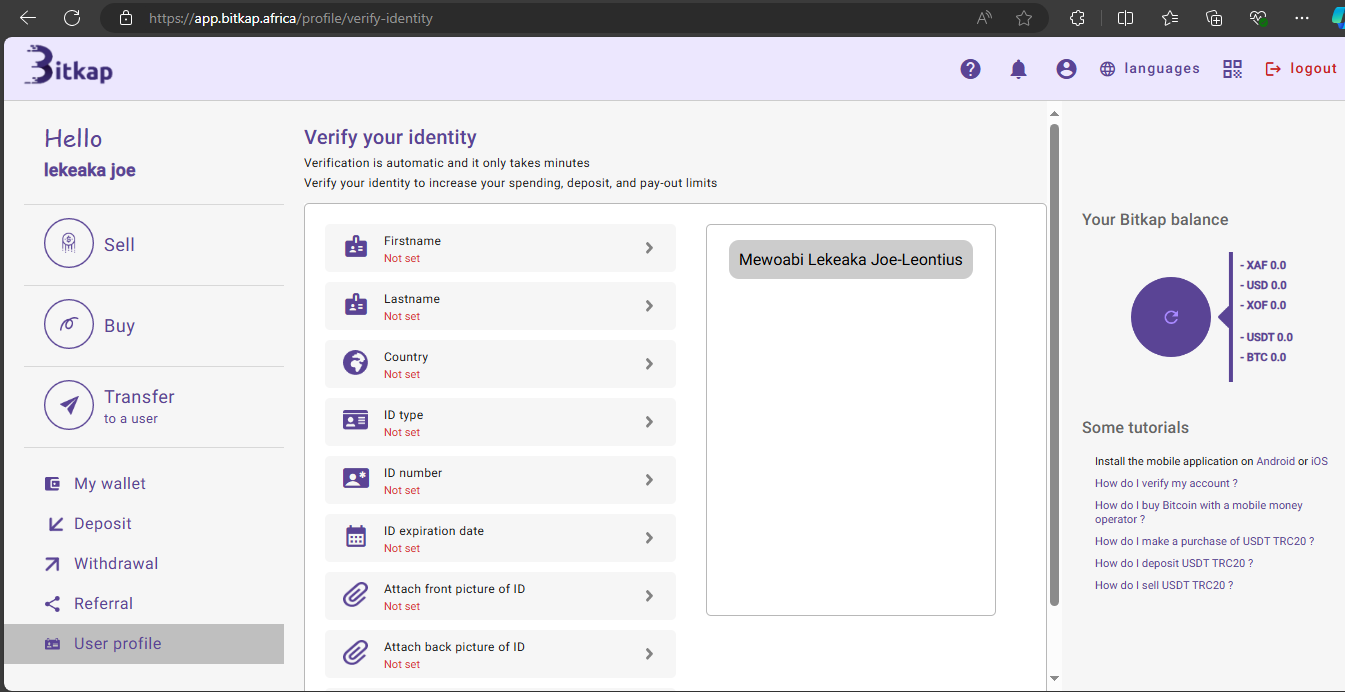 https://app.bitkap.africa/profile/verify-identity
Bitkap
languages
logout
Hello
lekeaka joe
Sell
Buy
Transfer
to a user
My wallet
Deposit
Withdrawal
Referral
User profile
Verify your identity
Verification is automatic and it only takes minutes
Verify your identity to increase your spending, deposit, and pay-out limits
Firstname
Not set
Lastname
Not set
Country
Not set
ID type
Not set
ID number
Not set
ID expiration date
Not set
Attach front picture of ID
Not set
Attach back picture of ID
Not set
Mewoabi Lekeaka Joe-Leontius
Your Bitkap balance
- XAF 0.0
- USD 0.0
- XOF 0.0
- USDT 0.0
- BTC 0.0
Some tutorials
Install the mobile application on Android or iOS
How do I verify my account ?
How do I buy Bitcoin with a mobile money
operator ?
How do I make a purchase of USDT TRC20 ?
How do I deposit USDT TRC20 ?
How do I sell USDT TRC20 ?